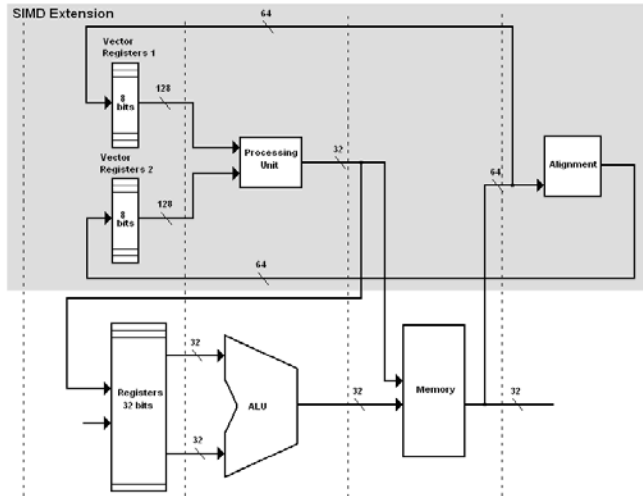 SIMD Extension
64
Vector
Registers 1
8
bits
128
Processing
Unit
32
Alignment
64
Vector
Registers 2
8
bits
128
64
Registers
32 bits
32
32
ALU
32
Memory
32